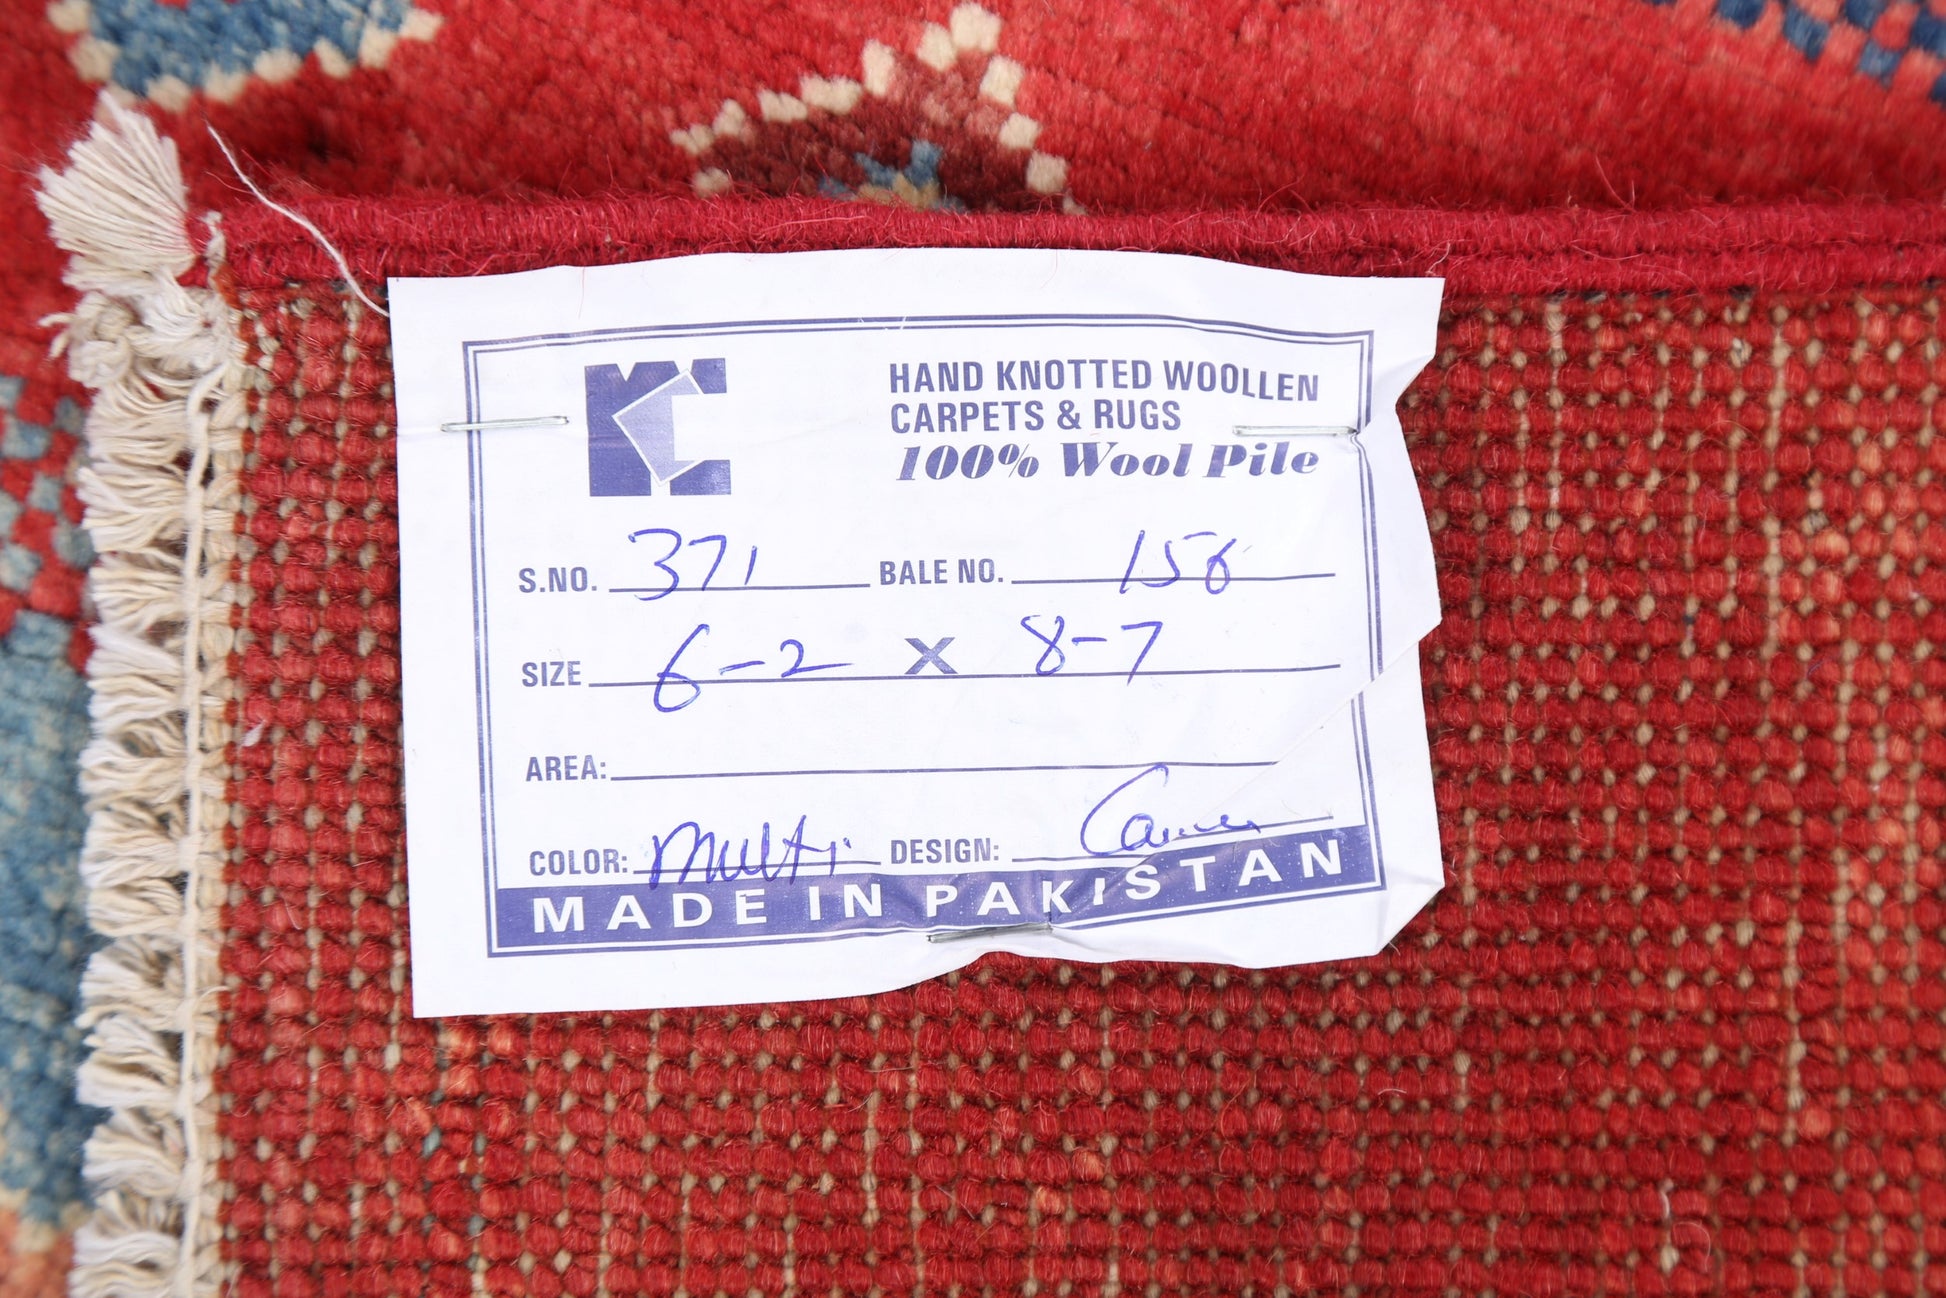 HAND KNOTTED WOOLLEN
CARPETS & RUGS
100% Wool Pile
S.NO. 371 BALE NO. 156
SIZE 6-2 X 8-7
AREA:
COLOR: Multi DESIGN:
MADE IN PAKISTAN